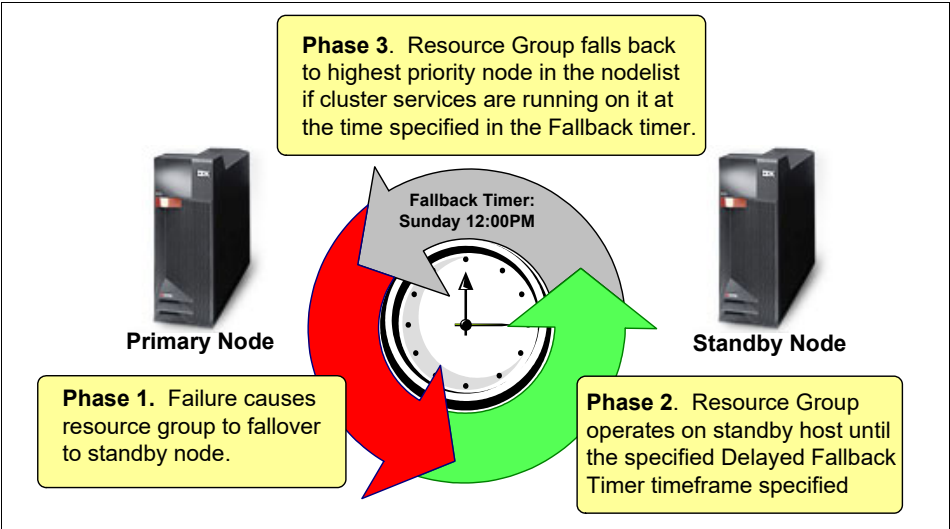 Phase 3. Resource Group falls back
to highest priority node in the nodelist
if cluster services are running on it at
the time specified in the Fallback timer.
Fallback Timer:
Sunday 12:00PM
Primary Node
Standby Node
Phase 1. Failure causes
resource group to fallover
to standby node.
Phase 2. Resource Group
operates on standby host until
the specified Delayed Fallback
Timer timeframe specified